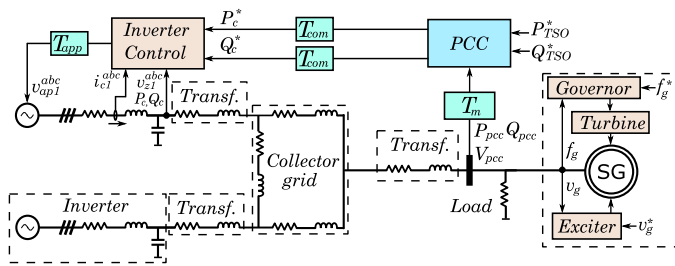 P_c^*
Q_c^*
Inverter
Control
T_app
T_com
T_com
PCC
P_TSO^*
Q_TSO^*
v_ap1^abc
i_c1^abc
v_z1^abc
P_c,Q_c
Transf.
T_m
Governor
f_g^*
Turbine
Collector
grid
Transf.
P_pcc Q_pcc
V_pcc
f_g
SG
v_g
Load
Inverter
Transf.
Exciter
v_g^*